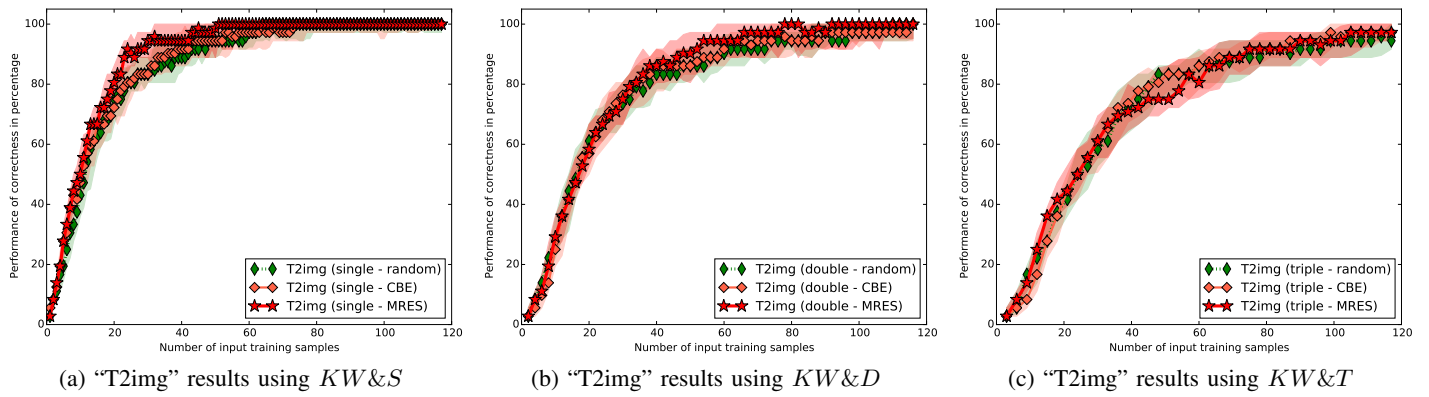 100
80
60
40
20
0
0
20
40
60
80
100
120
Performance of correctness in percentage
Number of input training samples
T2img (single - random)
T2img (single - CBE)
T2img (single - MRES)
(a) “T2img” results using KW&S
100
80
60
40
20
0
0
20
40
60
80
100
120
Performance of correctness in percentage
Number of input training samples
T2img (double - random)
T2img (double - CBE)
T2img (double - MRES)
(b) “T2img” results using KW&D
100
80
60
40
20
0
0
20
40
60
80
100
120
Performance of correctness in percentage
Number of input training samples
T2img (triple - random)
T2img (triple - CBE)
T2img (triple - MRES)
(c) “T2img” results using KW&T